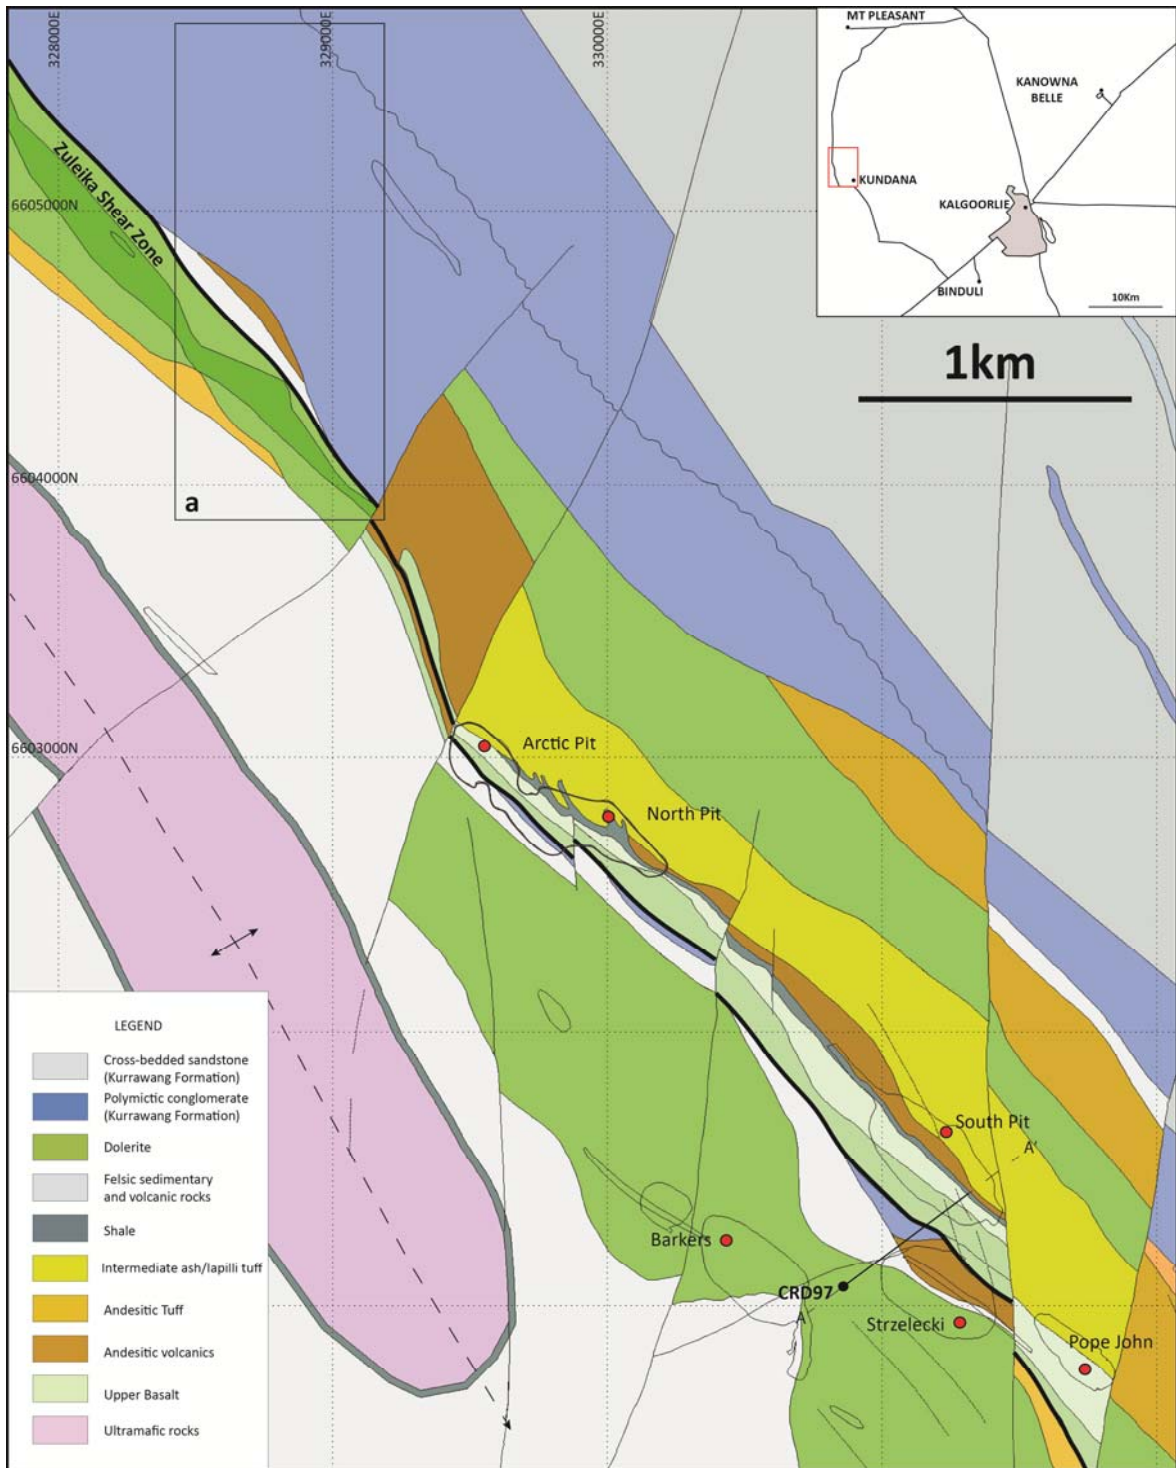 328000E
329000E
330000E
MT PLEASANT
KANOWNA
BELLE
KUNDANA
KALGOORLIE
BINDULI
10Km
1km
Zuleika Shear Zone
6605000N
6604000N
a
6603000N
Arctic Pit
North Pit
South Pit
A'
Barkers
CRD97
A
Strzelecki
Pope John
LEGEND
Cross-bedded sandstone
(Kurrawang Formation)
Polymictic conglomerate
(Kurrawang Formation)
Dolerite
Felsic sedimentary
and volcanic rocks
Shale
Intermediate ash/lapilli tuff
Andesitic Tuff
Andesitic volcanics
Upper Basalt
Ultramafic rocks